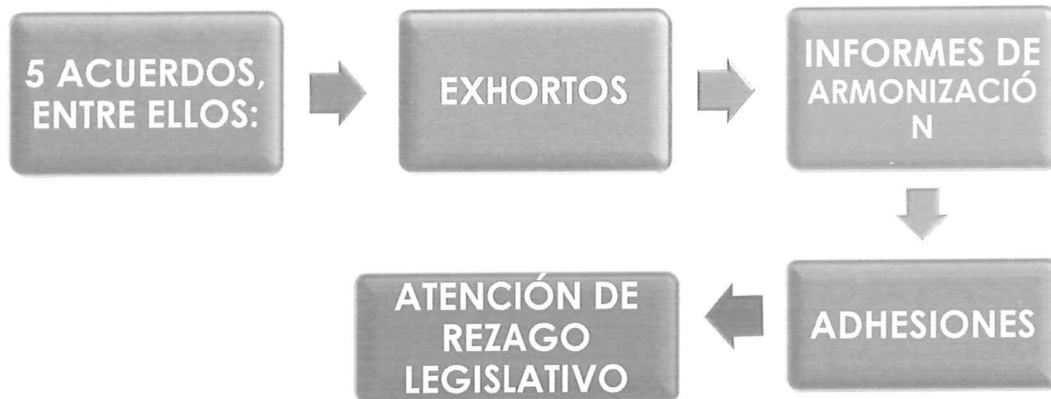 5 ACUERDOS,
ENTRE ELLOS:
EXHORTOS
INFORMES DE
ARMONIZACIÓ
N
ADHESIONES
ATENCIÓN DE
REZAGO
LEGISLATIVO